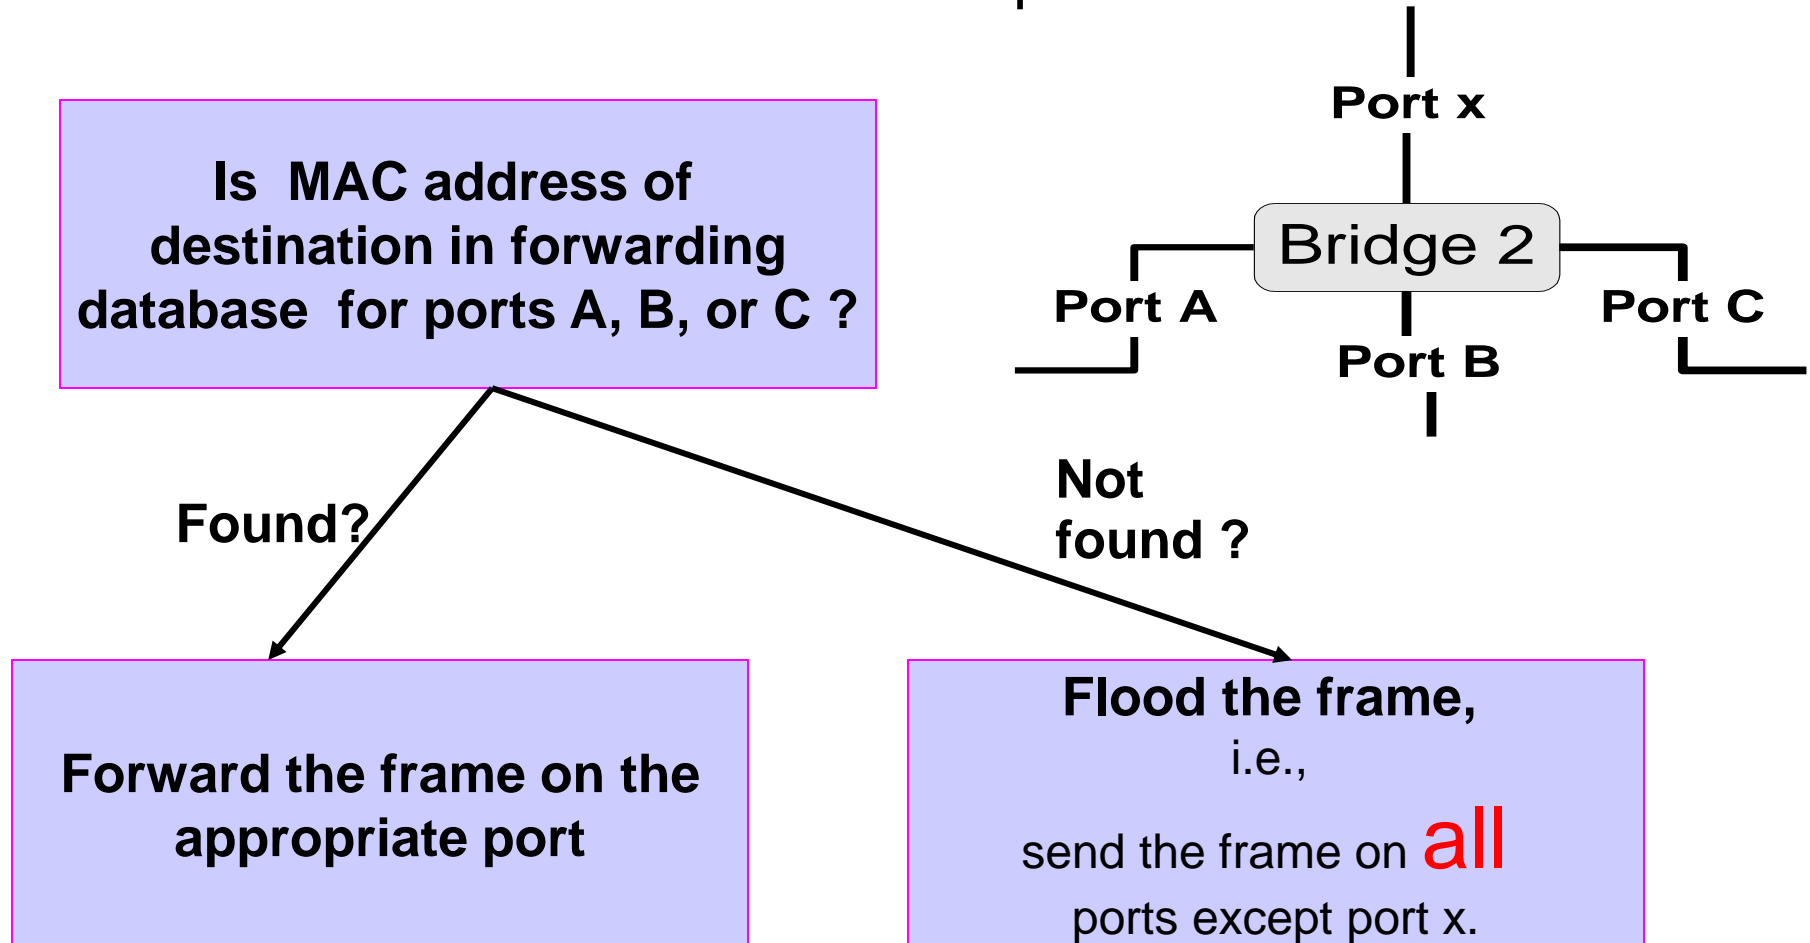 Port x
Is MAC address of
destination in forwarding
database for ports A, B, or C ?
Bridge 2
Port A
Port C
Port B
Found?
Not
found ?
Forward the frame on the
appropriate port
Flood the frame,
i.e.,
send the frame on all
ports except port x.